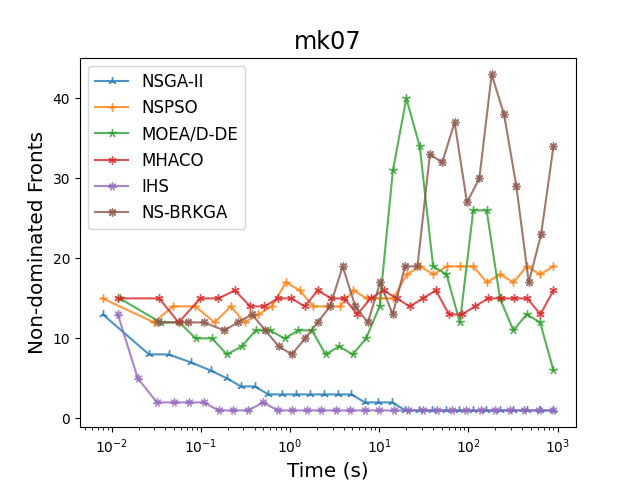 mk07
NSGA-II
NSPSO
MOEA/D-DE
MHACO
IHS
NS-BRKGA
Non-dominated Fronts
40
30
20
10
0
10⁻² 10⁻¹ 10⁰ 10¹ 10² 10³
Time (s)